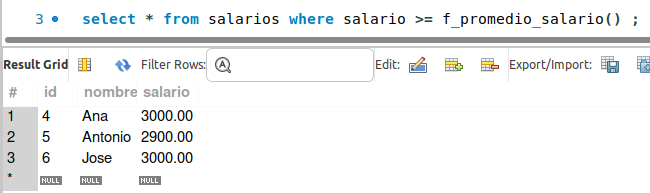 3 select * from salarios where salario >= f_promedio_salario() ;
Result Grid Filter Rows: Edit: Export/Import:
# id nombre salario
1 4 Ana 3000.00
2 5 Antonio 2900.00
3 6 Jose 3000.00
* NULL NULL NULL